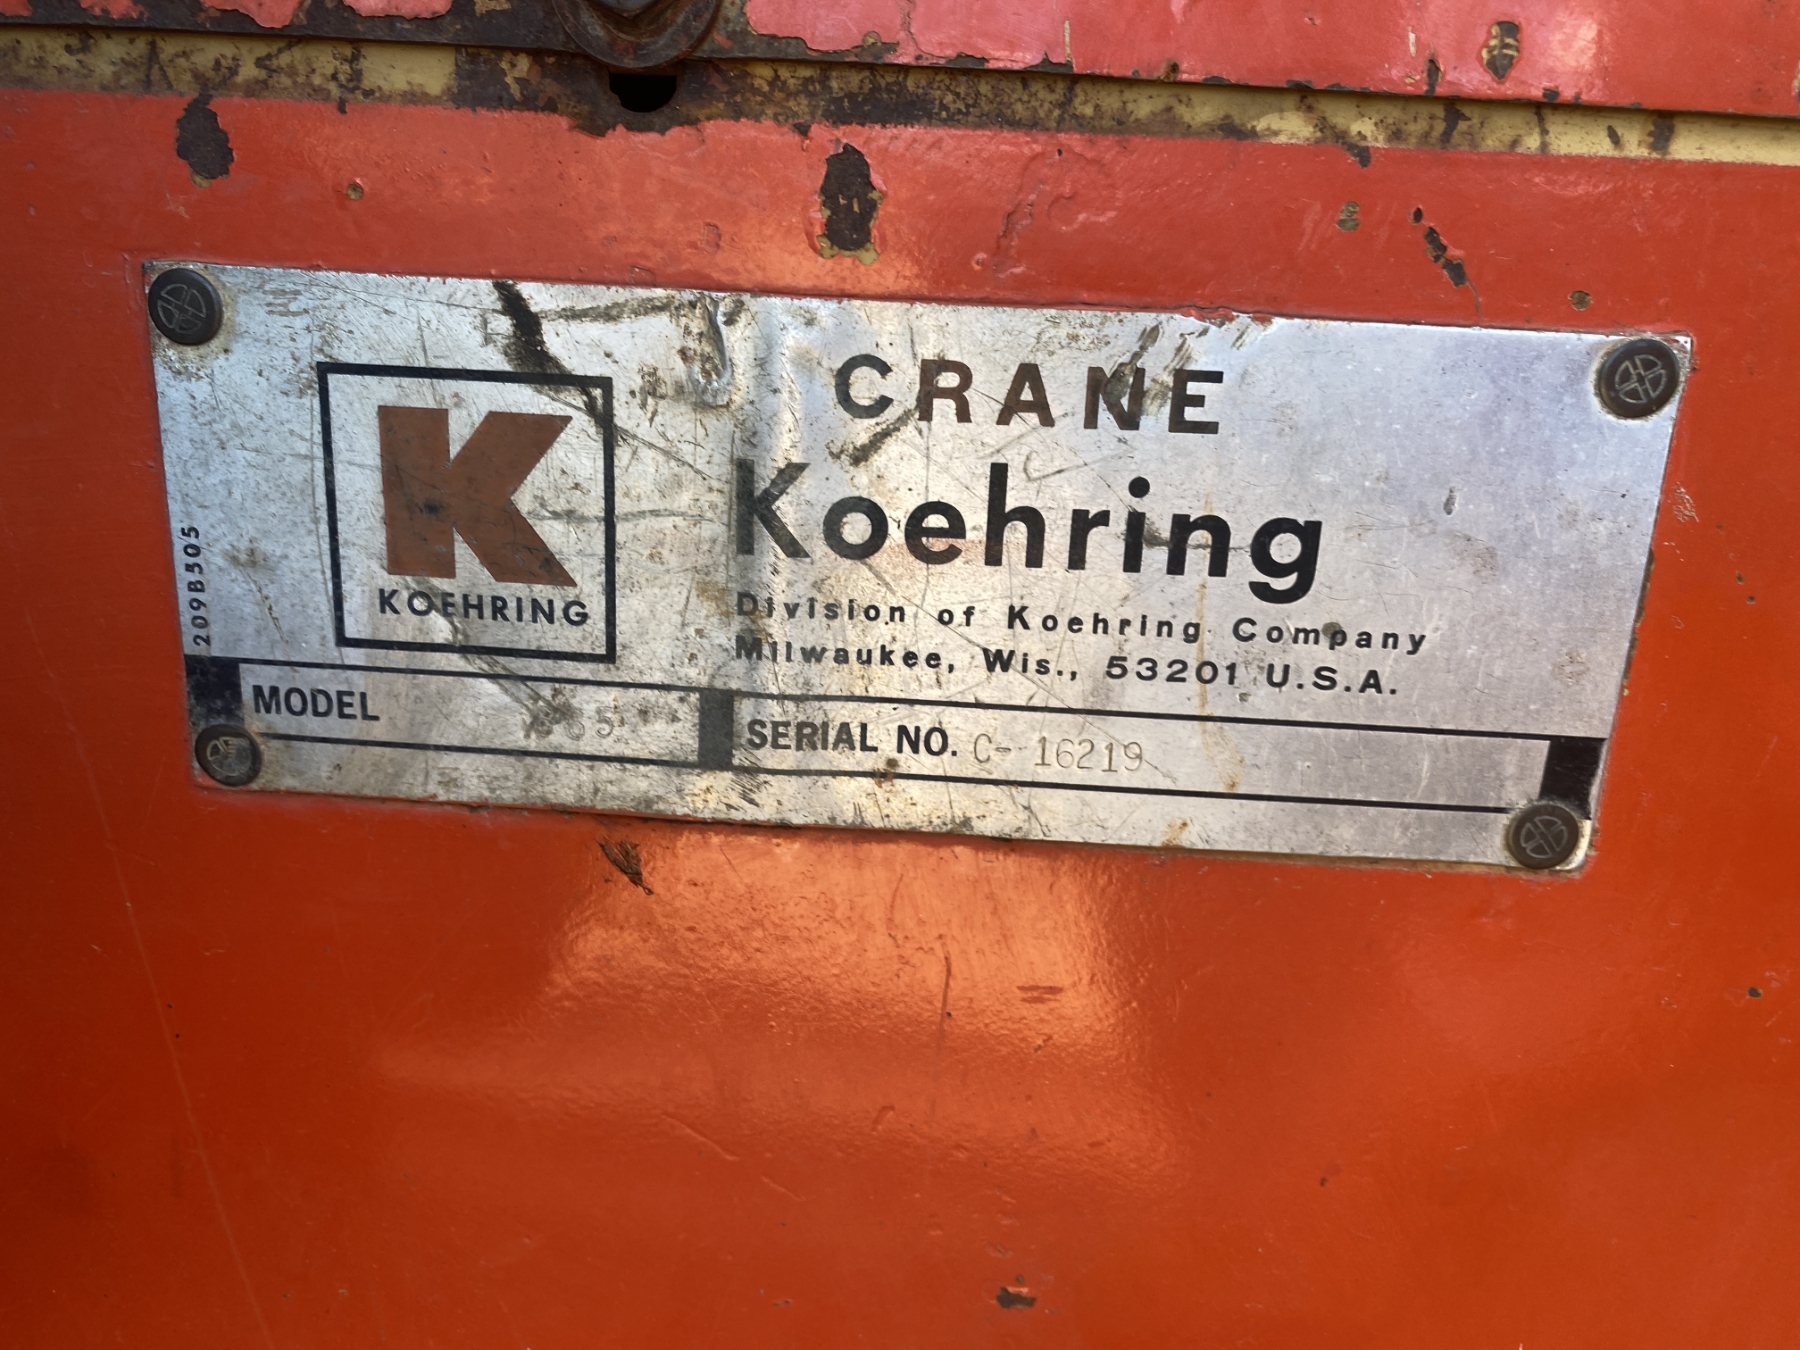 CRANE
K
KOEHRING
Koehring
Division of Koehring Company
Milwaukee, Wis., 53201 U.S.A.
209B505
MODEL
SERIAL NO. C- 16219